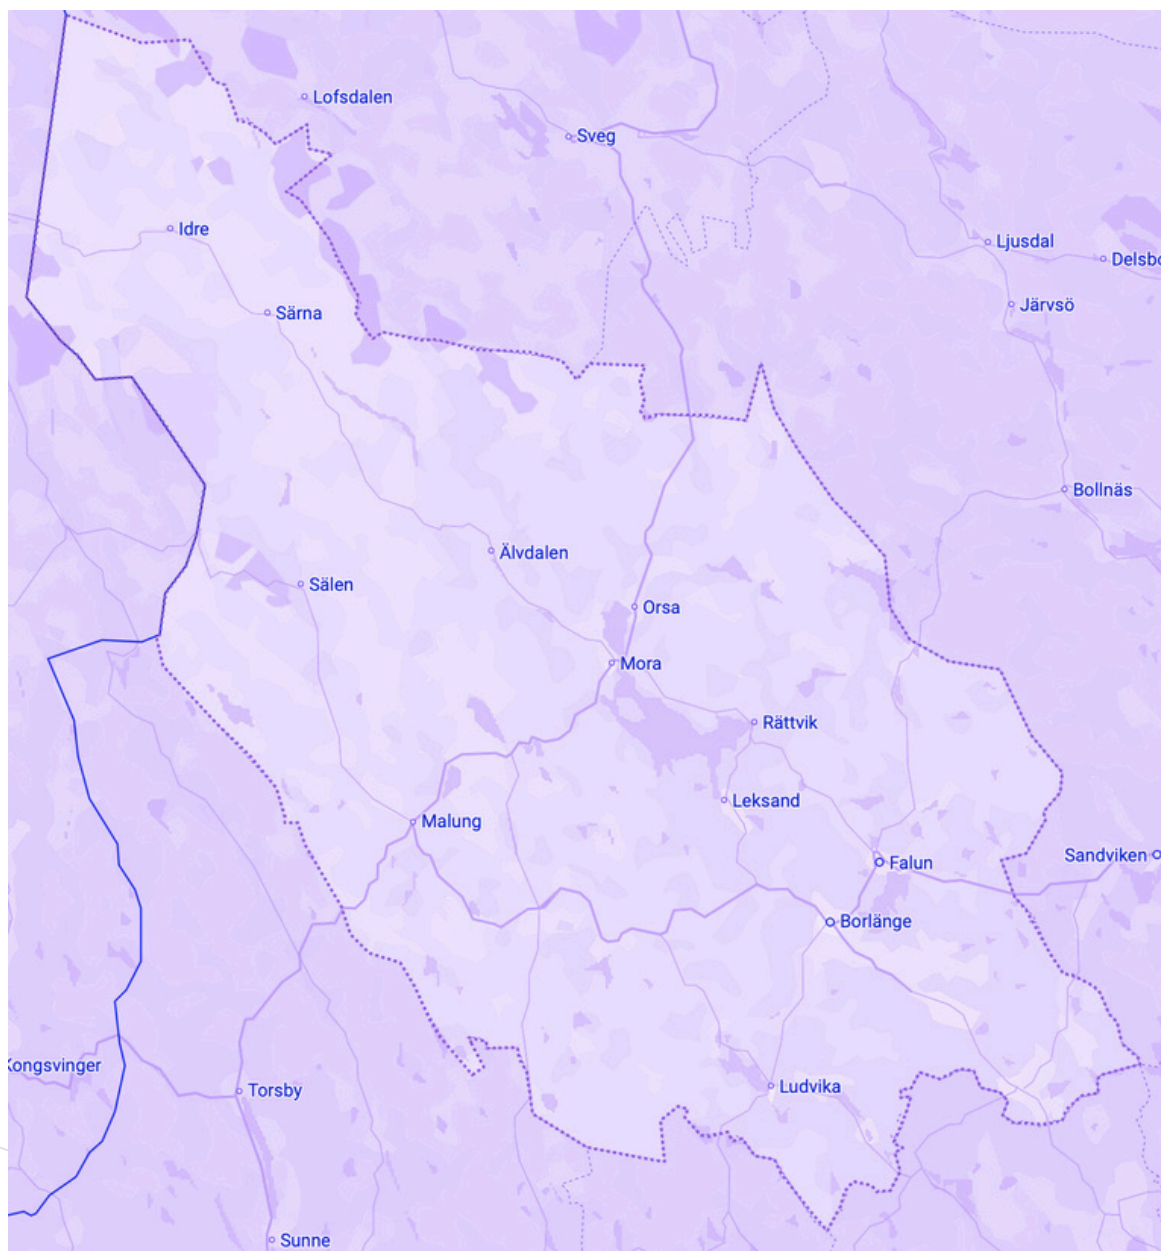 Lofsdalen
Sveg
Idre
Ljusdal
Delsbo
Särna
Järvsö
Bollnäs
Älvdalen
Sälen
Orsa
Mora
Rättvik
Leksand
Malung
Sandviken
Falun
Borlänge
Kongsvinger
Torsby
Ludvika
Sunne